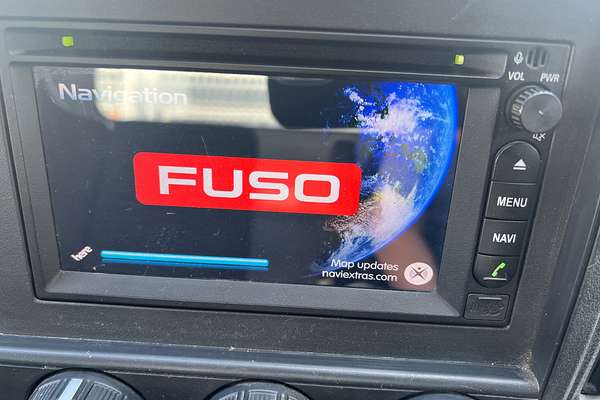 VOL PWR
Navigation
FUSO
MENU
NAVI
here
Map updates
naviextras.com